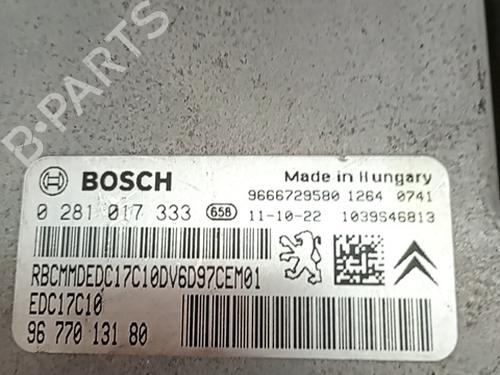 B-PARTS
BOSCH
Made in Hungary
9666729580 1264 0741
0 281 017 333 658 11-10-22 1039S46813
RBCMMDEDC17C10DV6D97CEM01
EDC17C10
96 770 131 80